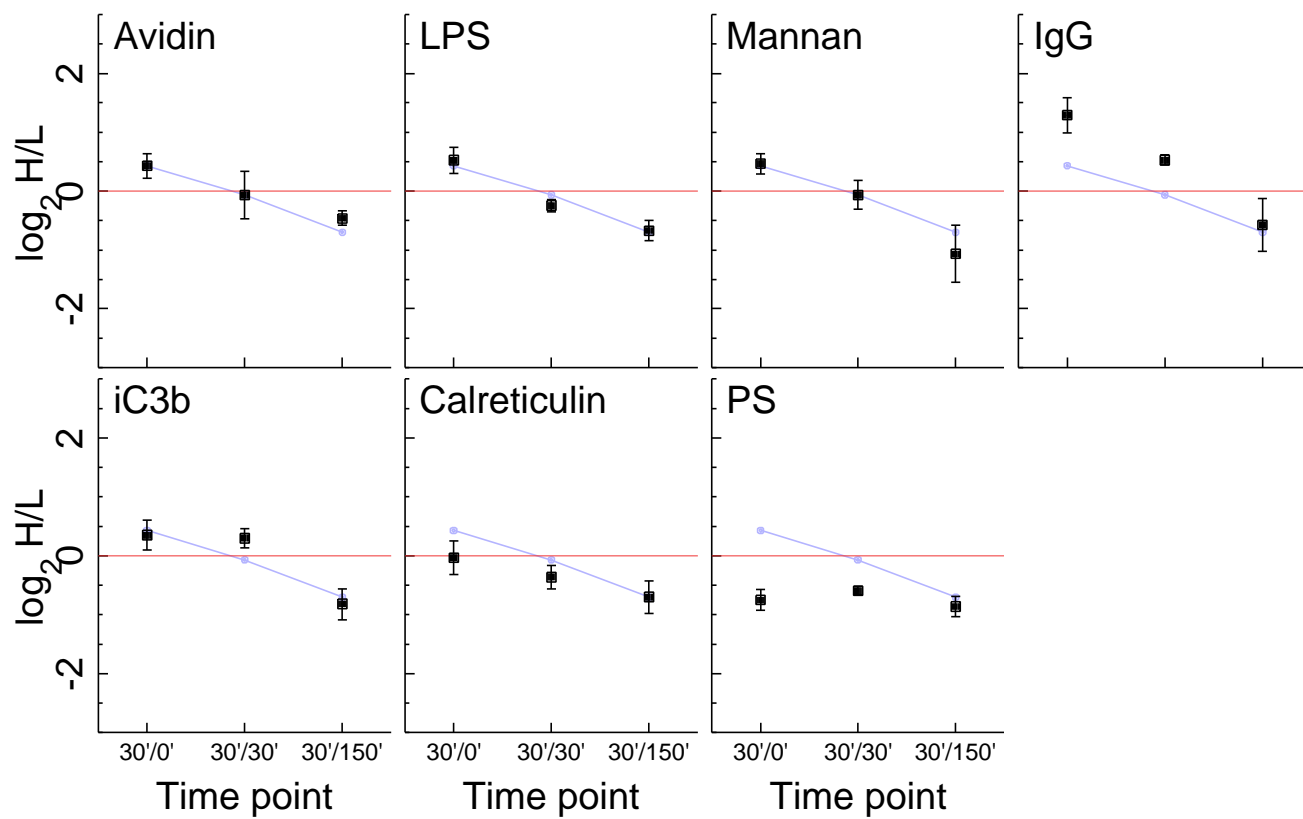 Avidin
LPS
Mannan
IgG
2
0
-2
log2 H/L
iC3b
Calreticulin
PS
2
0
-2
log2 H/L
30'/0' 30'/30' 30'/150'
30'/0' 30'/30' 30'/150'
30'/0' 30'/30' 30'/150'
Time point
Time point
Time point